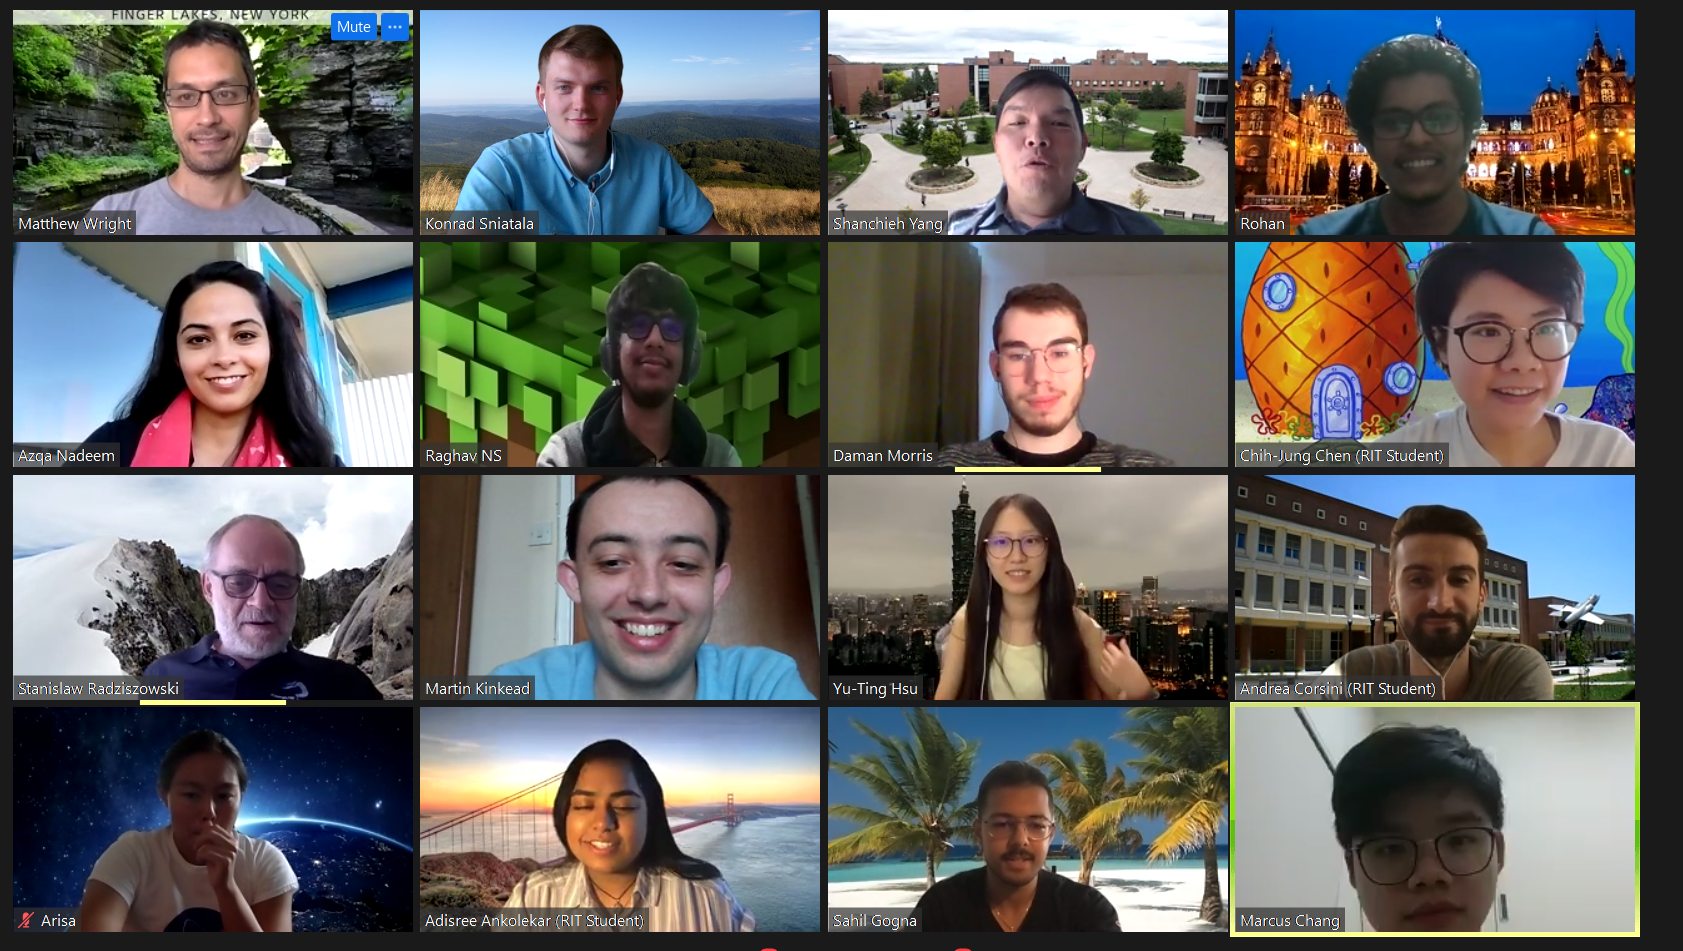 FINGER LAKES, NEW YORK
Mute
Matthew Wright
Konrad Sniatala
Shanchieh Yang
Rohan
Azqa Nadeem
Raghav NS
Daman Morris
Chih-Jung Chen (RIT Student)
Stanislaw Radziszowski
Martin Kinkead
Yu-Ting Hsu
Andrea Corsini (RIT Student)
Arisa
Adisree Ankolekar (RIT Student)
Sahil Gogna
Marcus Chang